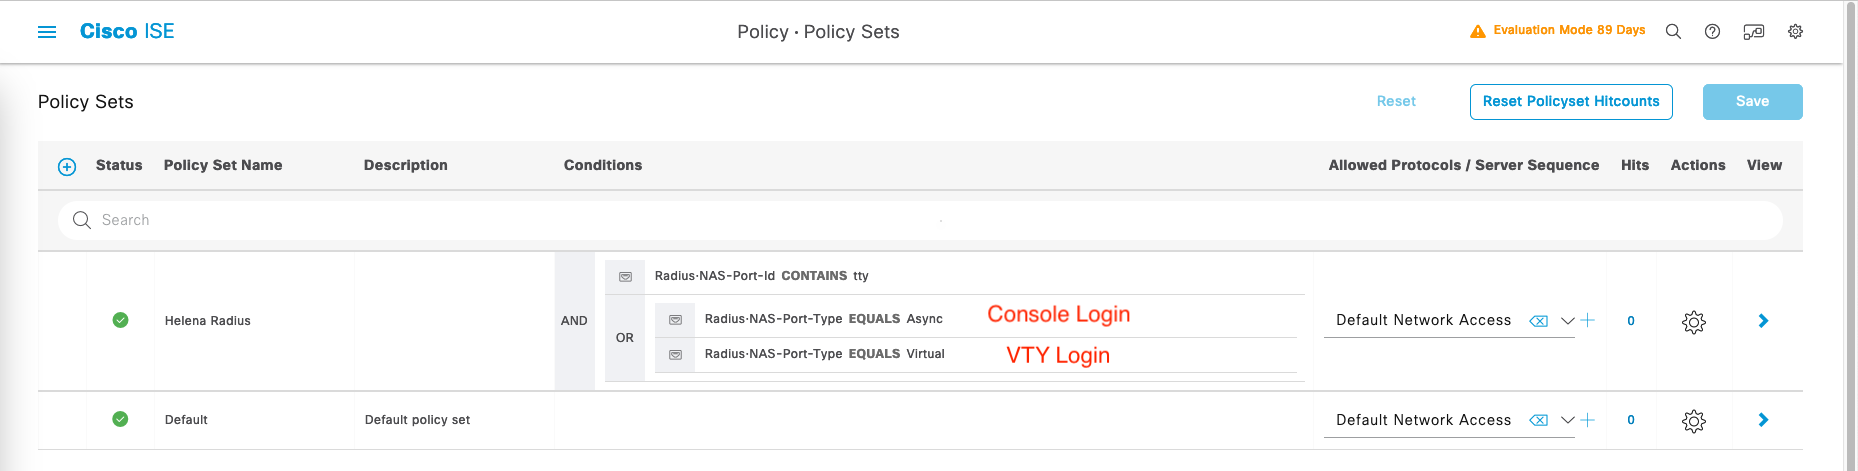 Cisco ISE
Policy · Policy Sets
Evaluation Mode 89 Days
Policy Sets
Reset
Reset Policyset Hitcounts
Save
Status
Policy Set Name
Description
Conditions
Allowed Protocols / Server Sequence
Hits
Actions
View
Search
Helena Radius
AND
Radius·NAS-Port-Id CONTAINS tty
OR
Radius·NAS-Port-Type EQUALS Async
Console Login
Radius·NAS-Port-Type EQUALS Virtual
VTY Login
Default Network Access
0
Default
Default policy set
Default Network Access
0